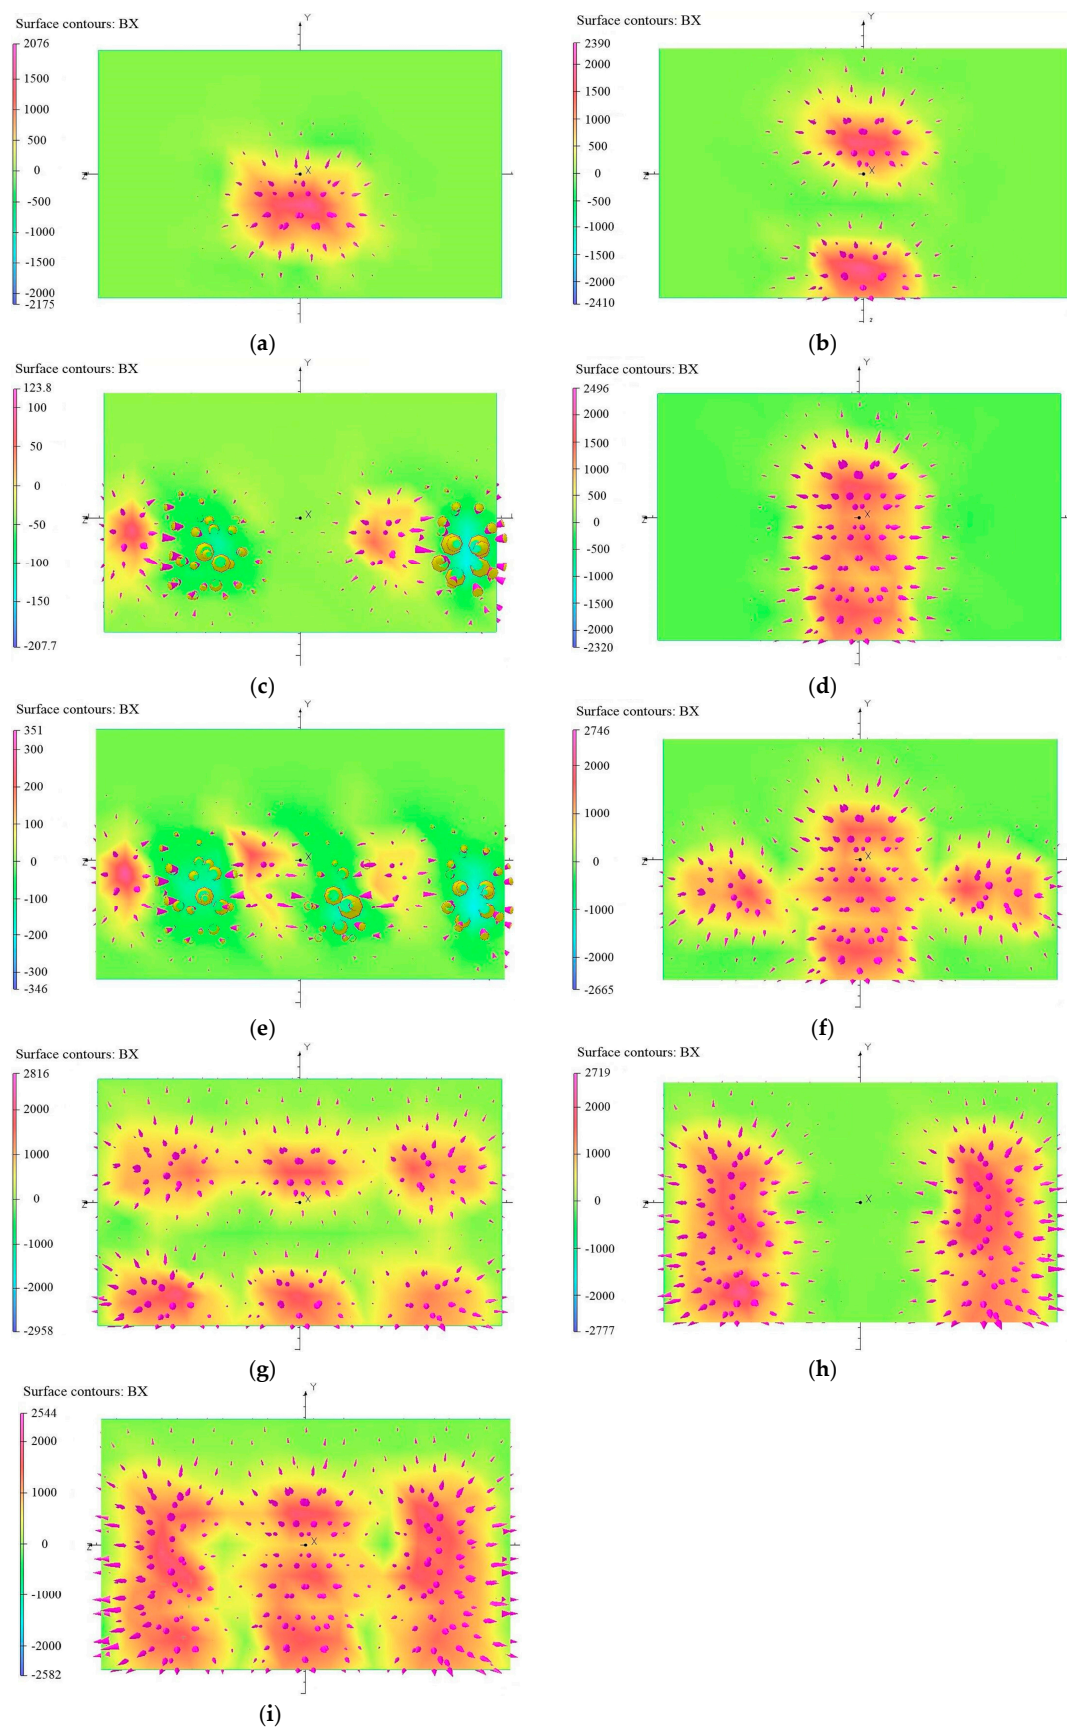 Surface contours: BX
2076
1500
1000
500
0
-500
-1000
-1500
-2000
-2175
Y
X
Z
(a)
Surface contours: BX
2390
2000
1500
1000
500
0
-500
-1000
-1500
-2000
-2410
Y
X
Z
z
(b)
Surface contours: BX
123.8
100
50
0
-50
-100
-150
-207.7
Y
X
Z
(c)
Surface contours: BX
2496
2000
1500
1000
500
0
-500
-1000
-1500
-2000
-2320
Y
X
Z
(d)
Surface contours: BX
351
300
200
100
0
-100
-200
-300
-346
Y
X
Z
(e)
Surface contours: BX
2746
2000
1000
0
-1000
-2000
-2665
Y
X
Z
(f)
Surface contours: BX
2816
2000
1000
0
-1000
-2000
-2958
Y
X
Z
(g)
Surface contours: BX
2719
2000
1000
0
-1000
-2000
-2777
Y
X
Z
(h)
Surface contours: BX
2544
2000
1000
0
-1000
-2000
-2582
Y
X
Z
(i)